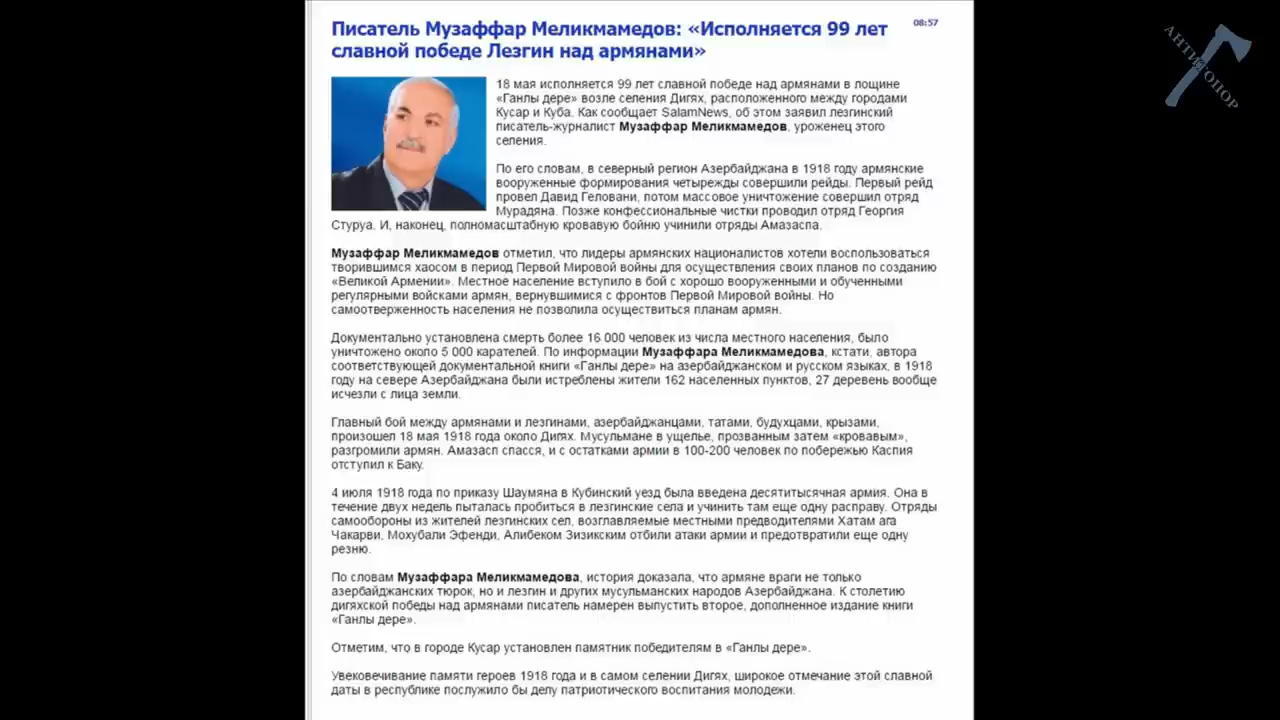 Писатель Музаффар Меликмамедов: «Исполняется 99 лет
славной победе Лезгин над армянами»
08:57
АНТИТОПОР
18 мая исполняется 99 лет славной победе над армянами в лощине
«Ганлы дере» возле селения Дигях, расположенного между городами
Кусар и Куба. Как сообщает SalamNews, об этом заявил лезгинский
писатель-журналист Музаффар Меликмамедов, уроженец этого
селения.
По его словам, в северный регион Азербайджана в 1918 году армянские
вооруженные формирования четырежды совершили рейды. Первый рейд
провел Давид Геловани, потом массовое уничтожение совершил отряд
Мурадяна. Позже конфессиональные чистки проводил отряд Георгия
Стуруа. И, наконец, полномасштабную кровавую бойню учинили отряды Амазаспа.
Музаффар Меликмамедов отметил, что лидеры армянских националистов хотели воспользоваться
творившимся хаосом в период Первой Мировой войны для осуществления своих планов по созданию
«Великой Армении». Местное население вступило в бой с хорошо вооруженными и обученными
регулярными войсками армян, вернувшимися с фронтов Первой Мировой войны. Но
самоотверженность населения не позволила осуществиться планам армян.
Документально установлена смерть более 16 000 человек из числа местного населения, было
уничтожено около 5 000 карателей. По информации Музаффара Меликмамедова, кстати, автора
соответствующей документальной книги «Ганлы дере» на азербайджанском и русском языках, в 1918
году на севере Азербайджана были истреблены жители 162 населенных пунктов, 27 деревень вообще
исчезли с лица земли.
Главный бой между армянами и лезгинами, азербайджанцами, татами, будухцами, крызами,
произошел 18 мая 1918 года около Дигях. Мусульмане в ущелье, прозванным затем «кровавым»,
разгромили армян. Амазасп спасся, и с остатками армии в 100-200 человек по побережью Каспия
отступил к Баку.
4 июля 1918 года по приказу Шаумяна в Кубинский уезд была введена десятитысячная армия. Она в
течение двух недель пыталась пробиться в лезгинские села и учинить там еще одну расправу. Отряды
самообороны из жителей лезгинских сел, возглавляемые местными предводителями Хатам ага
Чакарви, Мохубали Эфенди, Алибеком Зизикским отбили атаки армии и предотвратили еще одну
резню.
По словам Музаффара Меликмамедова, история доказала, что армяне враги не только
азербайджанских тюрок, но и лезгин и других мусульманских народов Азербайджана. К столетию
дигяхской победы над армянами писатель намерен выпустить второе, дополненное издание книги
«Ганлы дере».
Отметим, что в городе Кусар установлен памятник победителям в «Ганлы дере».
Увековечивание памяти героев 1918 года и в самом селении Дигях, широкое отмечание этой славной
даты в республике послужило бы делу патриотического воспитания молодежи.